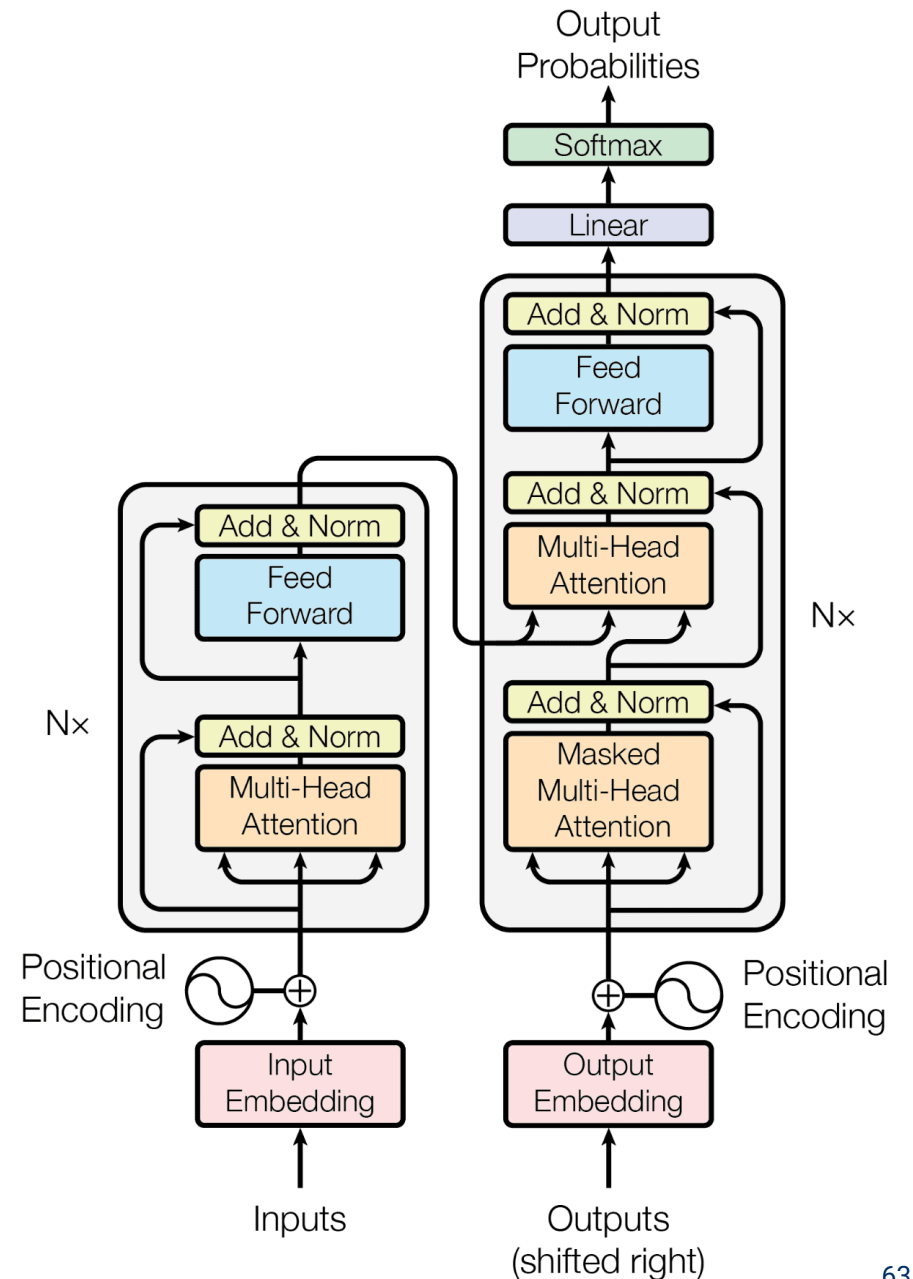 Output
Probabilities
Softmax
Linear
Add & Norm
Feed
Forward
Add & Norm
Multi-Head
Attention
Nx
Add & Norm
Masked
Multi-Head
Attention
Add & Norm
Feed
Forward
Nx
Add & Norm
Multi-Head
Attention
Positional
Encoding
Positional
Encoding
Input
Embedding
Output
Embedding
Inputs
Outputs
(shifted right)
63